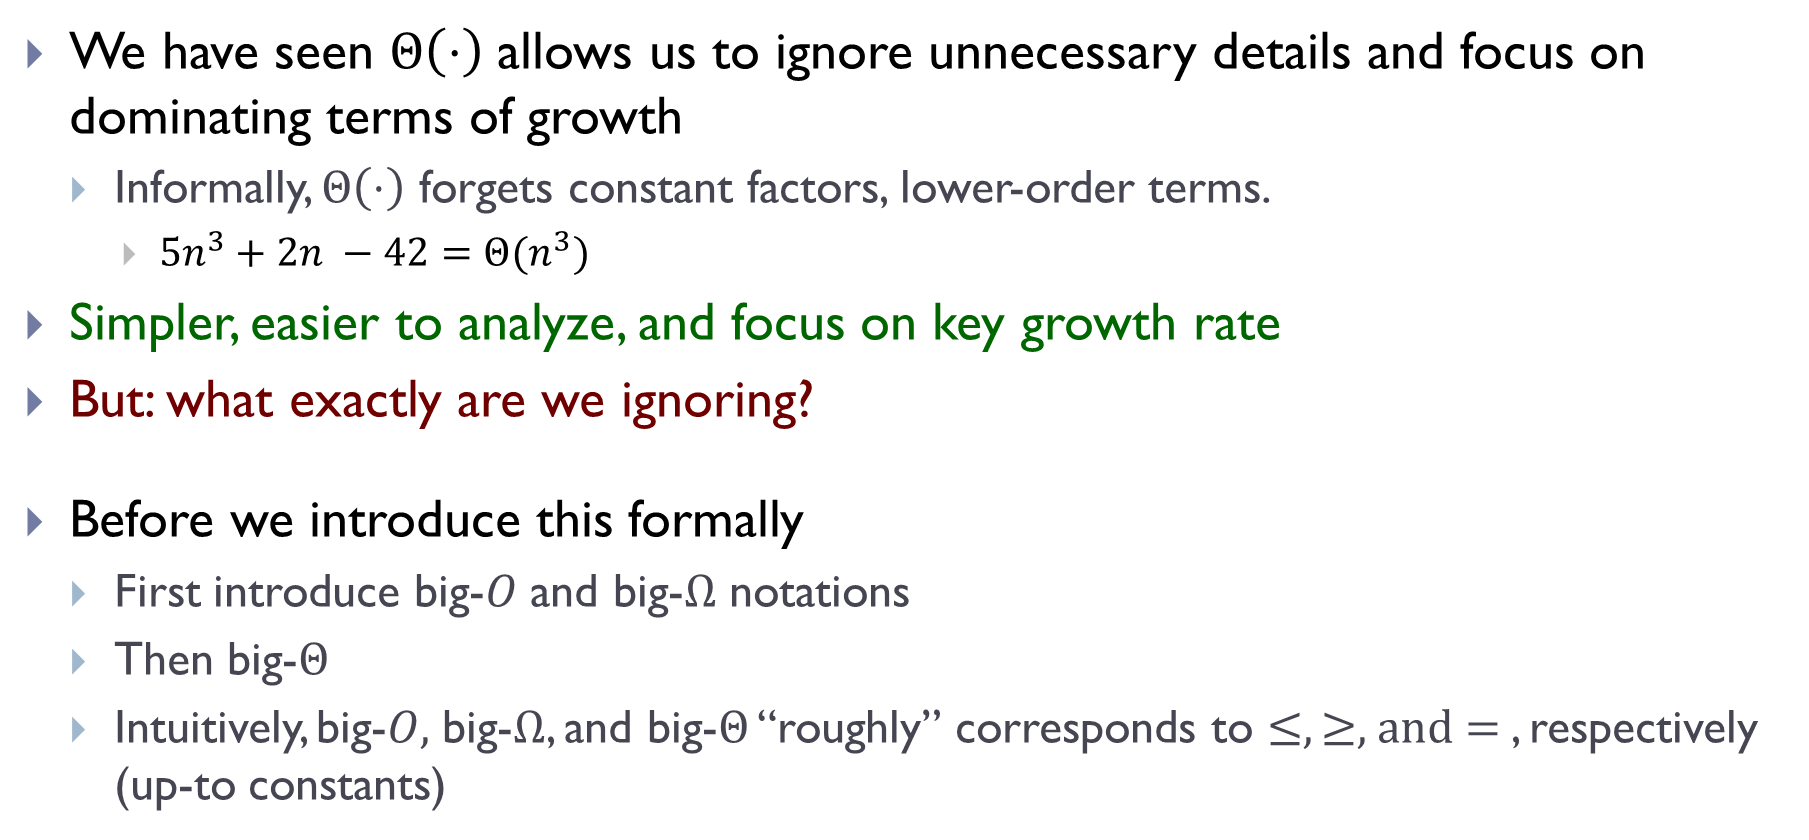 We have seen Θ(·) allows us to ignore unnecessary details and focus on
dominating terms of growth
Informally, Θ(·) forgets constant factors, lower-order terms.
5n³ + 2n − 42 = Θ(n³)
Simpler, easier to analyze, and focus on key growth rate
But: what exactly are we ignoring?
Before we introduce this formally
First introduce big-O and big-Ω notations
Then big-Θ
Intuitively, big-O, big-Ω, and big-Θ “roughly” corresponds to ≤, ≥, and = , respectively
(up-to constants)